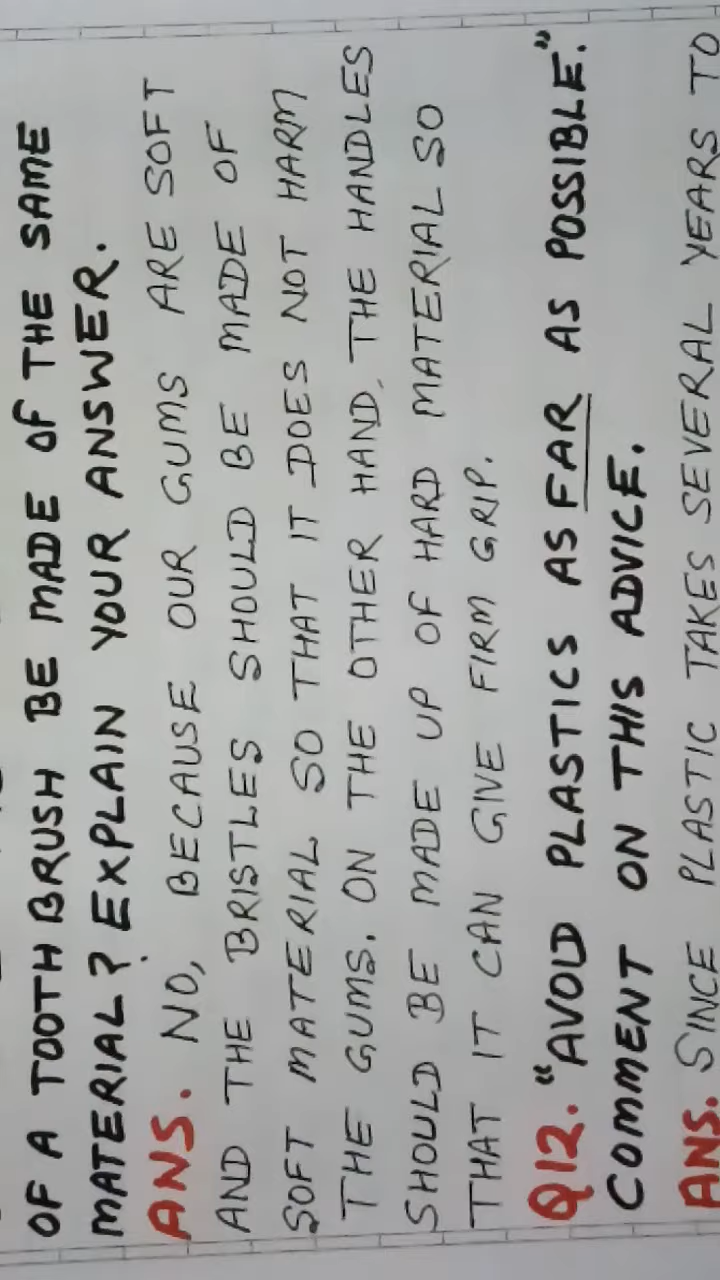 OF A TOOTH BRUSH BE MADE OF THE SAME
MATERIAL? EXPLAIN YOUR ANSWER.
ANS. NO, BECAUSE OUR GUMS ARE SOFT
AND THE BRISTLES SHOULD BE MADE OF
SOFT MATERIAL SO THAT IT DOES NOT HARM
THE GUMS. ON THE OTHER HAND, THE HANDLES
SHOULD BE MADE UP OF HARD MATERIAL SO
THAT IT CAN GIVE FIRM GRIP.
Q12. "AVOID PLASTICS AS FAR AS POSSIBLE."
COMMENT ON THIS ADVICE.
ANS. SINCE PLASTIC TAKES SEVERAL YEARS TO